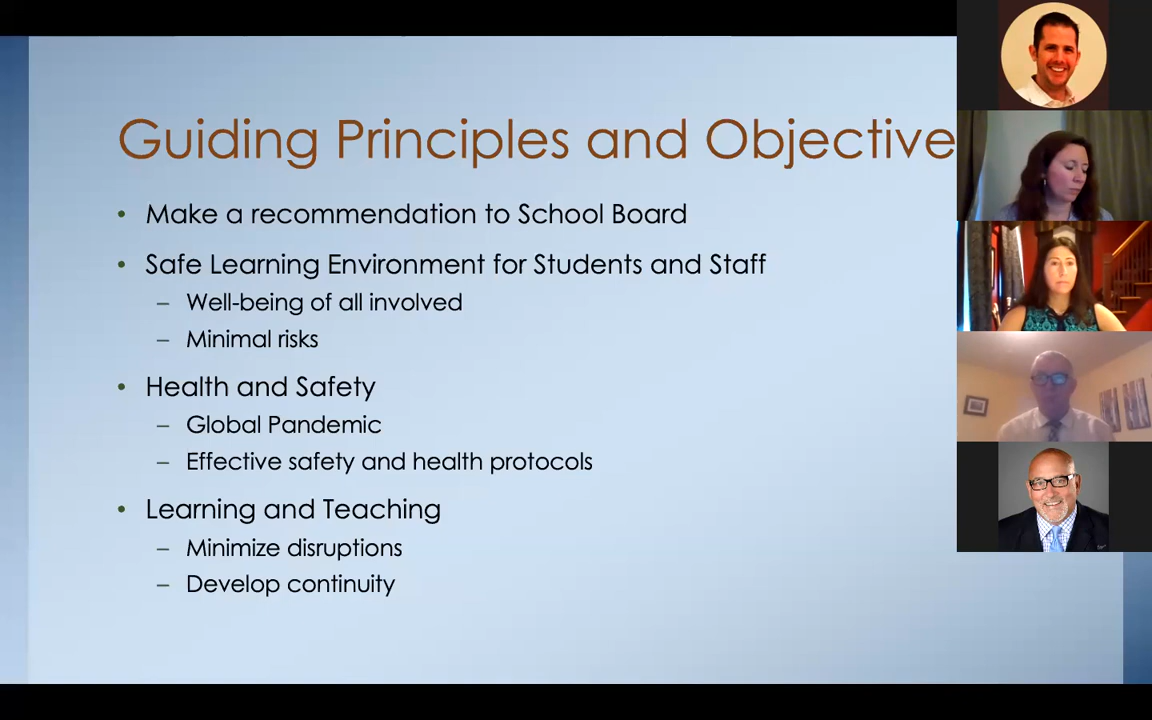 Guiding Principles and Objective
• Make a recommendation to School Board
• Safe Learning Environment for Students and Staff
– Well-being of all involved
– Minimal risks
• Health and Safety
– Global Pandemic
– Effective safety and health protocols
• Learning and Teaching
– Minimize disruptions
– Develop continuity